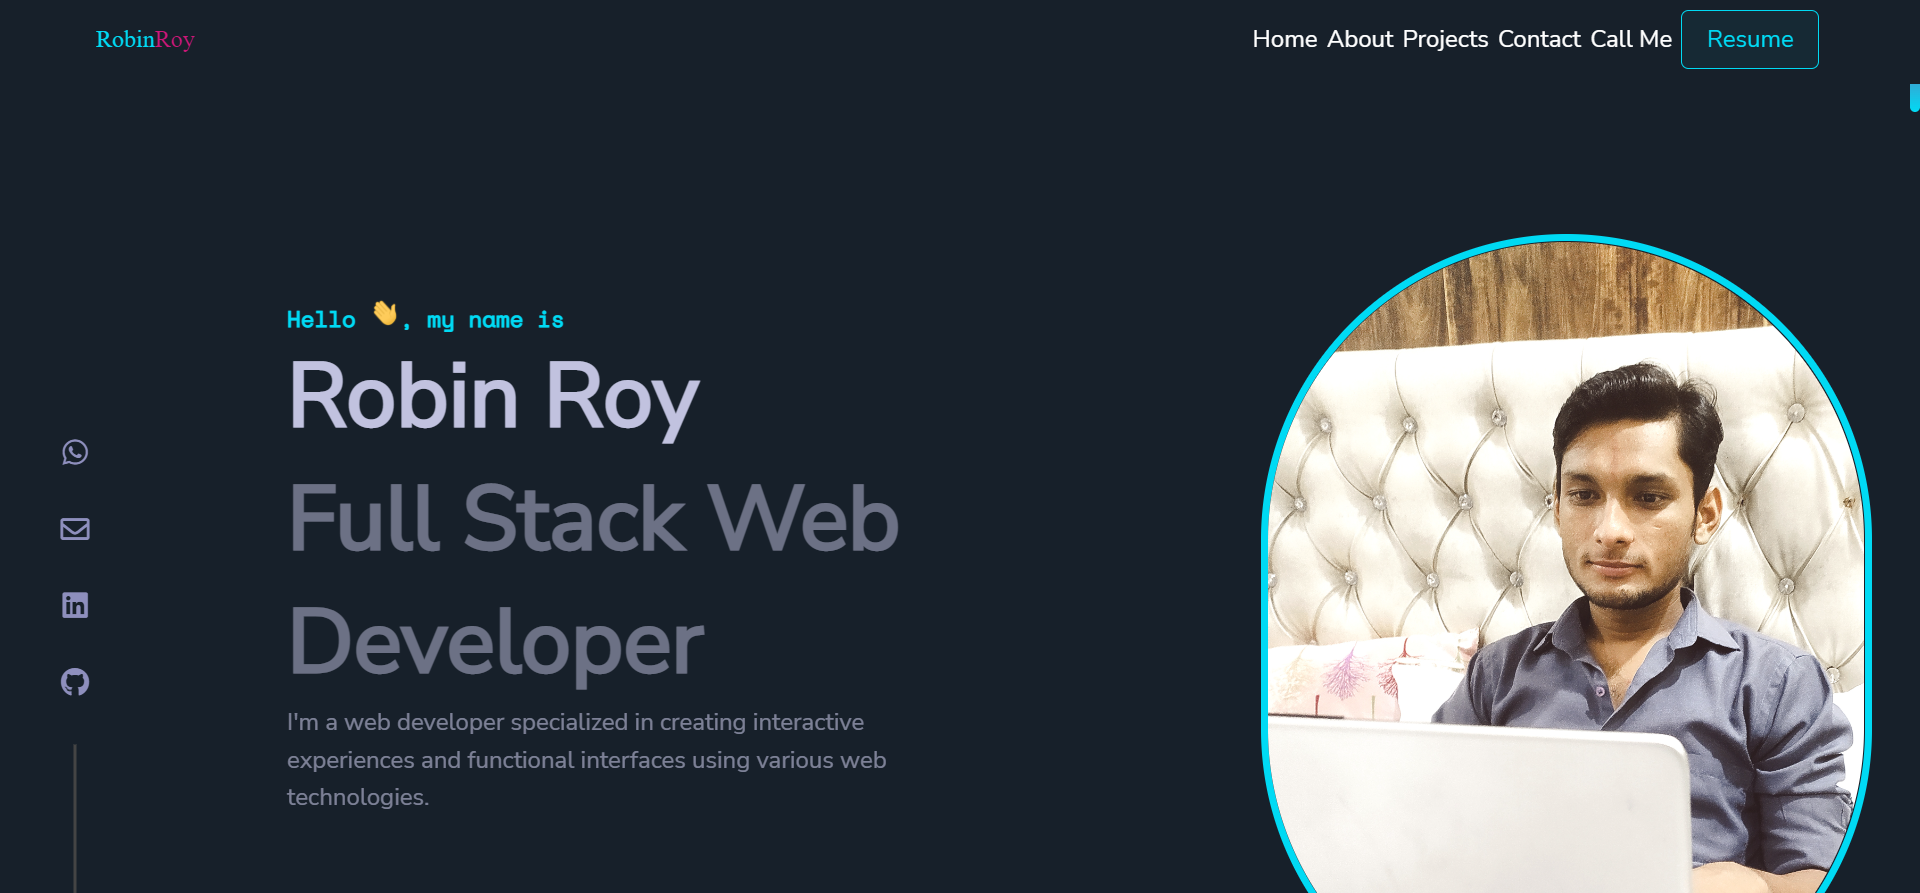 RobinRoy
Home About Projects Contact Call Me Resume
Hello 👋, my name is
Robin Roy
Full Stack Web
Developer
I'm a web developer specialized in creating interactive
experiences and functional interfaces using various web
technologies.